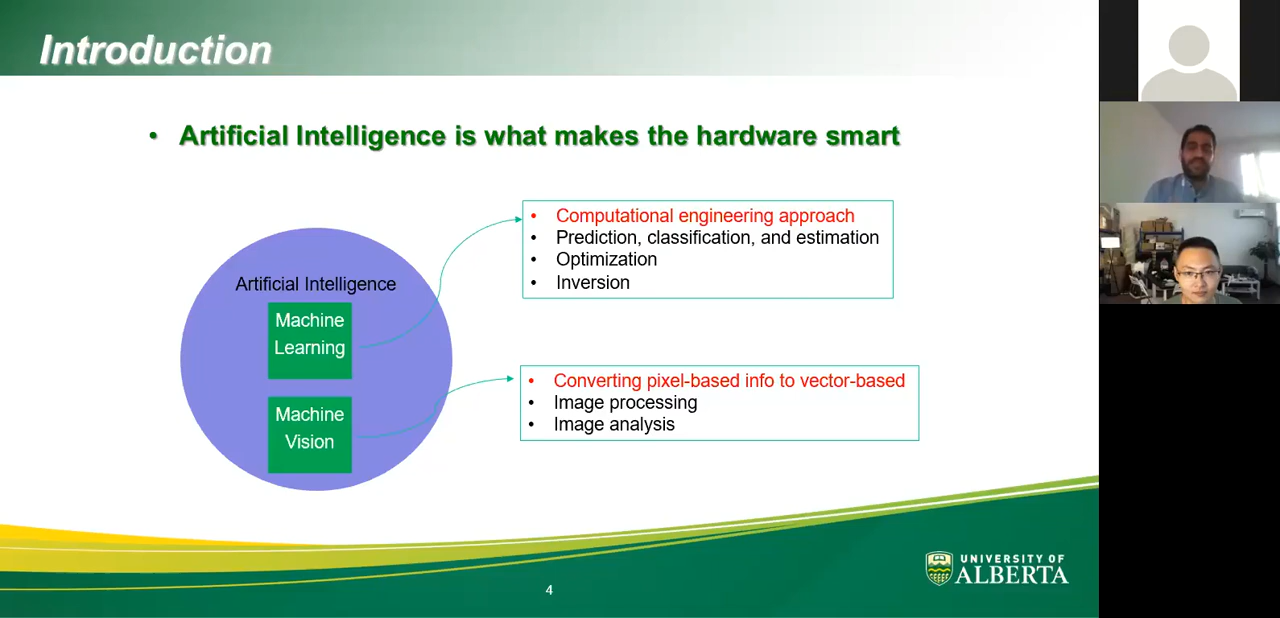 Introduction
• Artificial Intelligence is what makes the hardware smart
Artificial Intelligence
Machine
Learning
Machine
Vision
• Computational engineering approach
• Prediction, classification, and estimation
• Optimization
• Inversion
• Converting pixel-based info to vector-based
• Image processing
• Image analysis
4
UNIVERSITY OF
ALBERTA